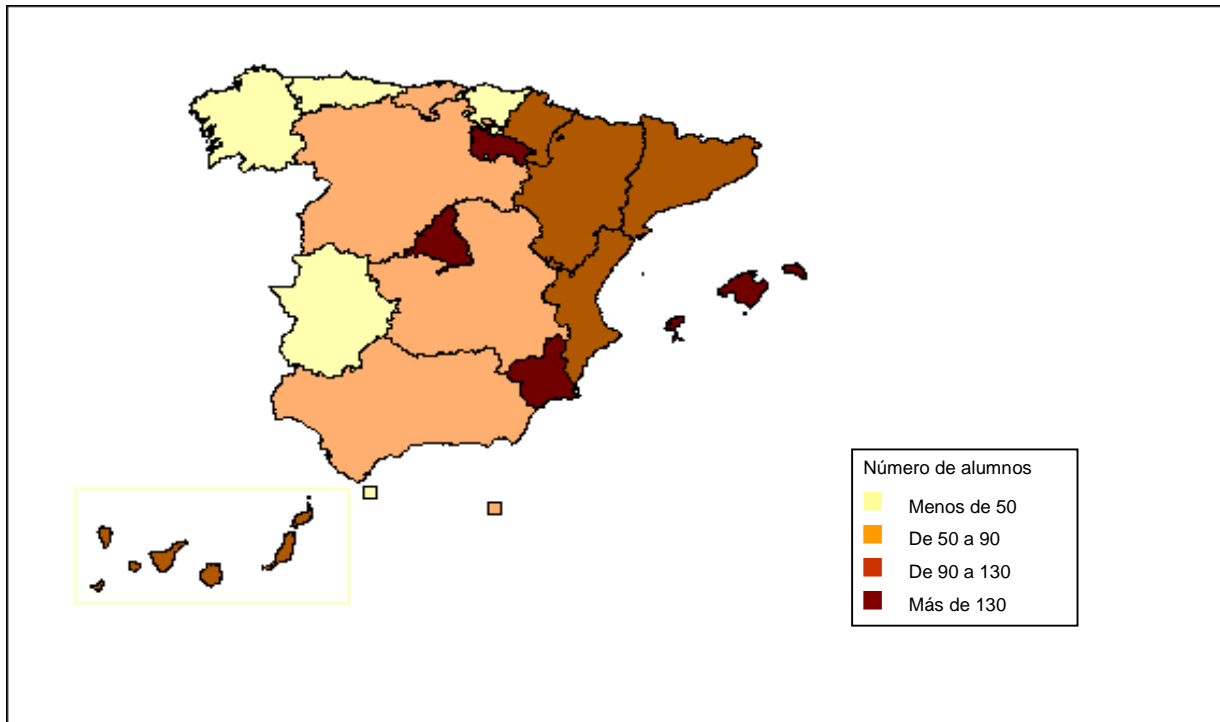 Número de alumnos
Menos de 50
De 50 a 90
De 90 a 130
Más de 130